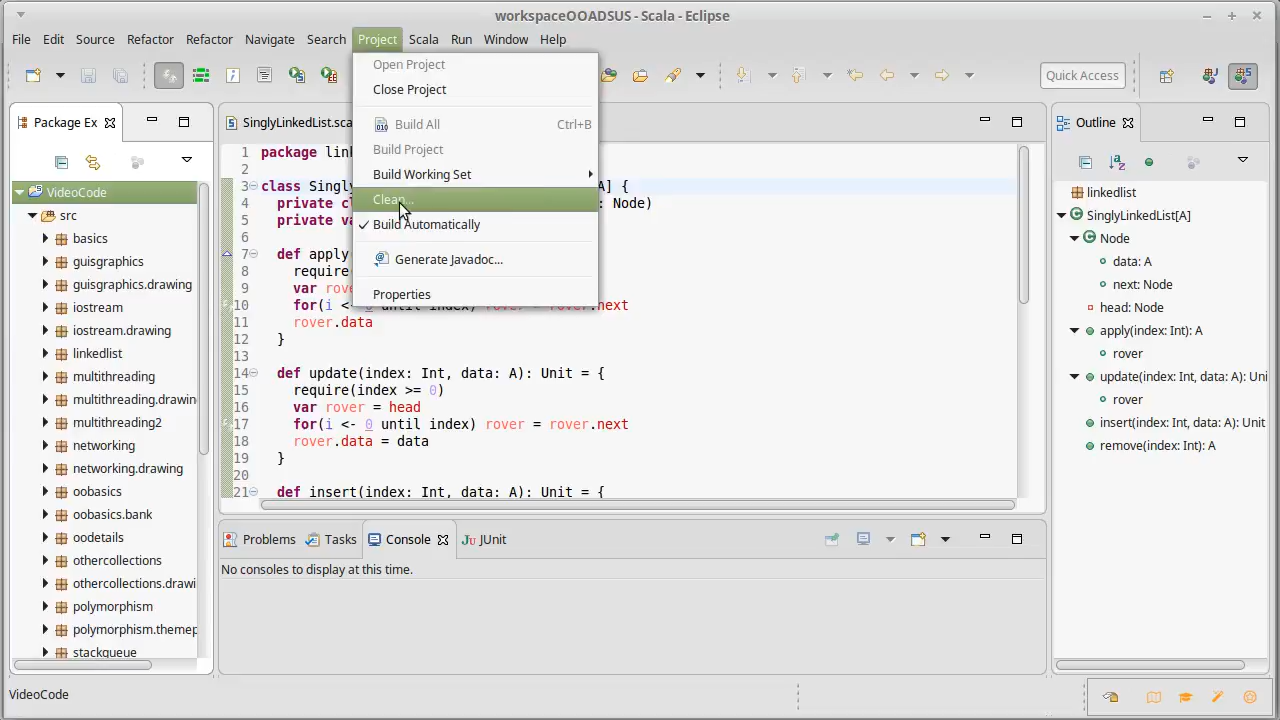 workspaceOOADSUS - Scala - Eclipse
File Edit Source Refactor Refactor Navigate Search Project Scala Run Window Help
Quick Access
Open Project
Close Project
Build All Ctrl+B
Build Project
Build Working Set
Clean...
Build Automatically
Generate Javadoc...
Properties
Package Ex
VideoCode
src
basics
guisgraphics
guisgraphics.drawing
iostream
iostream.drawing
linkedlist
multithreading
multithreading.drawin
multithreading2
networking
networking.drawing
oobasics
oobasics.bank
oodetails
othercollections
othercollections.drawi
polymorphism
polymorphism.themep
stackqueue
SinglyLinkedList.sca
1 package lin
2
3 class Singly A] {
4 private c : Node)
5 private va
6
7 def apply(
8 require(
9 var rove
10 for(i <- 0 until index) rover = rover.next
11 rover.data
12 }
13
14 def update(index: Int, data: A): Unit = {
15 require(index >= 0)
16 var rover = head
17 for(i <- 0 until index) rover = rover.next
18 rover.data = data
19 }
20
21 def insert(index: Int, data: A): Unit = {
Problems Tasks Console JUnit
No consoles to display at this time.
Outline
linkedlist
SinglyLinkedList[A]
Node
data: A
next: Node
head: Node
apply(index: Int): A
rover
update(index: Int, data: A): Uni
rover
insert(index: Int, data: A): Unit
remove(index: Int): A
VideoCode